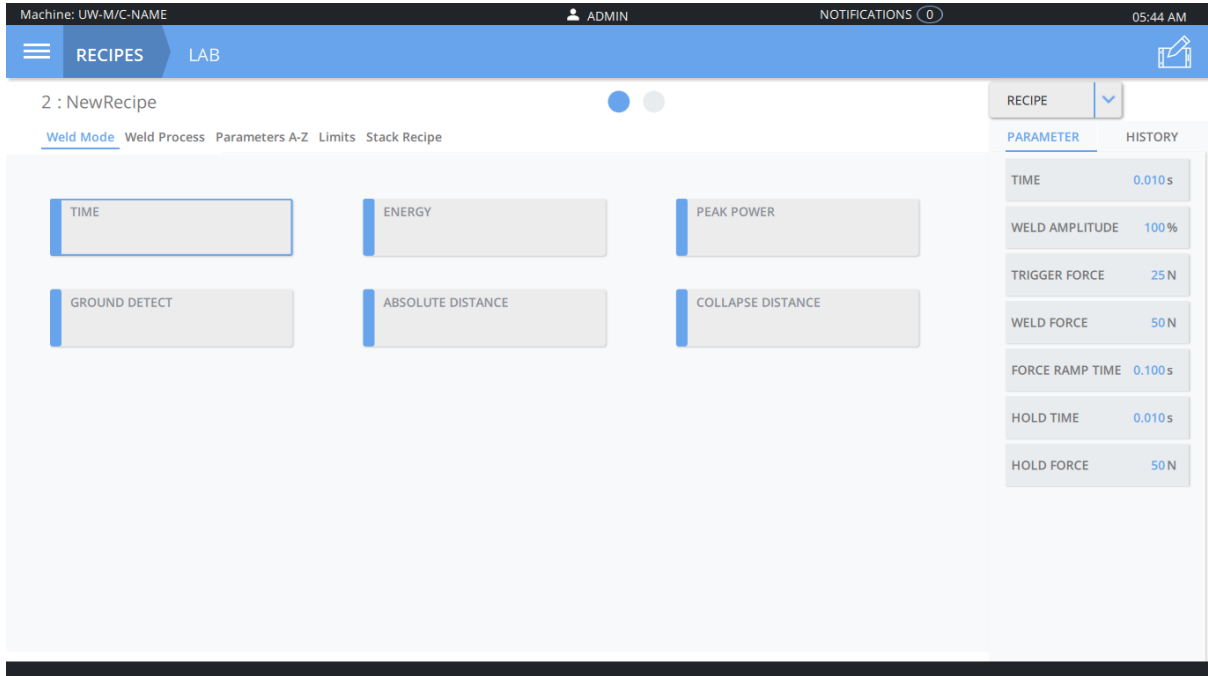 Machine: UW-M/C-NAME ADMIN NOTIFICATIONS 0 05:44 AM
RECIPES LAB
2 : NewRecipe
Weld Mode Weld Process Parameters A-Z Limits Stack Recipe
TIME ENERGY PEAK POWER
GROUND DETECT ABSOLUTE DISTANCE COLLAPSE DISTANCE
RECIPE
PARAMETER HISTORY
TIME 0.010 s
WELD AMPLITUDE 100 %
TRIGGER FORCE 25 N
WELD FORCE 50 N
FORCE RAMP TIME 0.100 s
HOLD TIME 0.010 s
HOLD FORCE 50 N